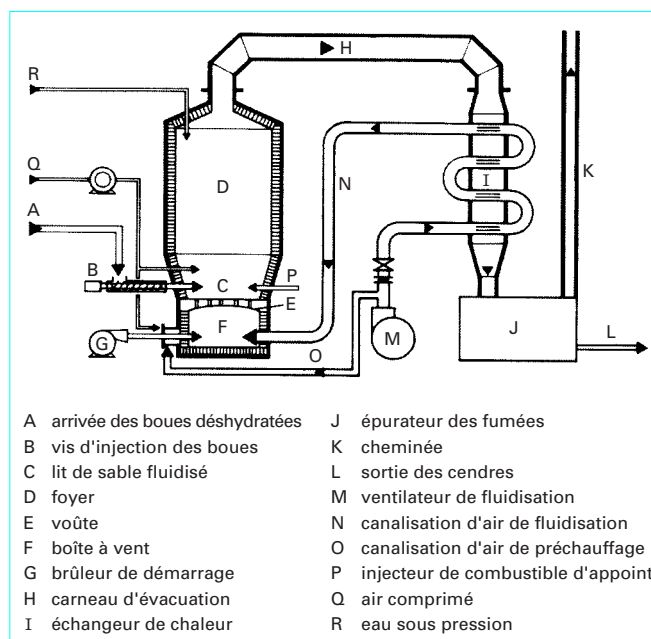 H
R
Q
D
N
I
K
A
B
C
P
E
F
J
G
M
O
L
A arrivée des boues déshydratées
B vis d'injection des boues
C lit de sable fluidisé
D foyer
E voûte
F boîte à vent
G brûleur de démarrage
H carneau d'évacuation
I échangeur de chaleur
J épurateur des fumées
K cheminée
L sortie des cendres
M ventilateur de fluidisation
N canalisation d'air de fluidisation
O canalisation d'air de préchauffage
P injecteur de combustible d'appoint
Q air comprimé
R eau sous pression